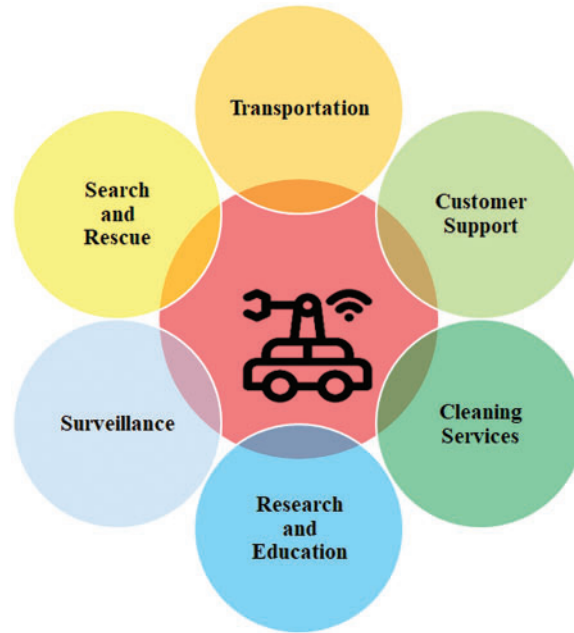 Transportation
Customer
Support
Cleaning
Services
Research
and
Education
Surveillance
Search
and
Rescue